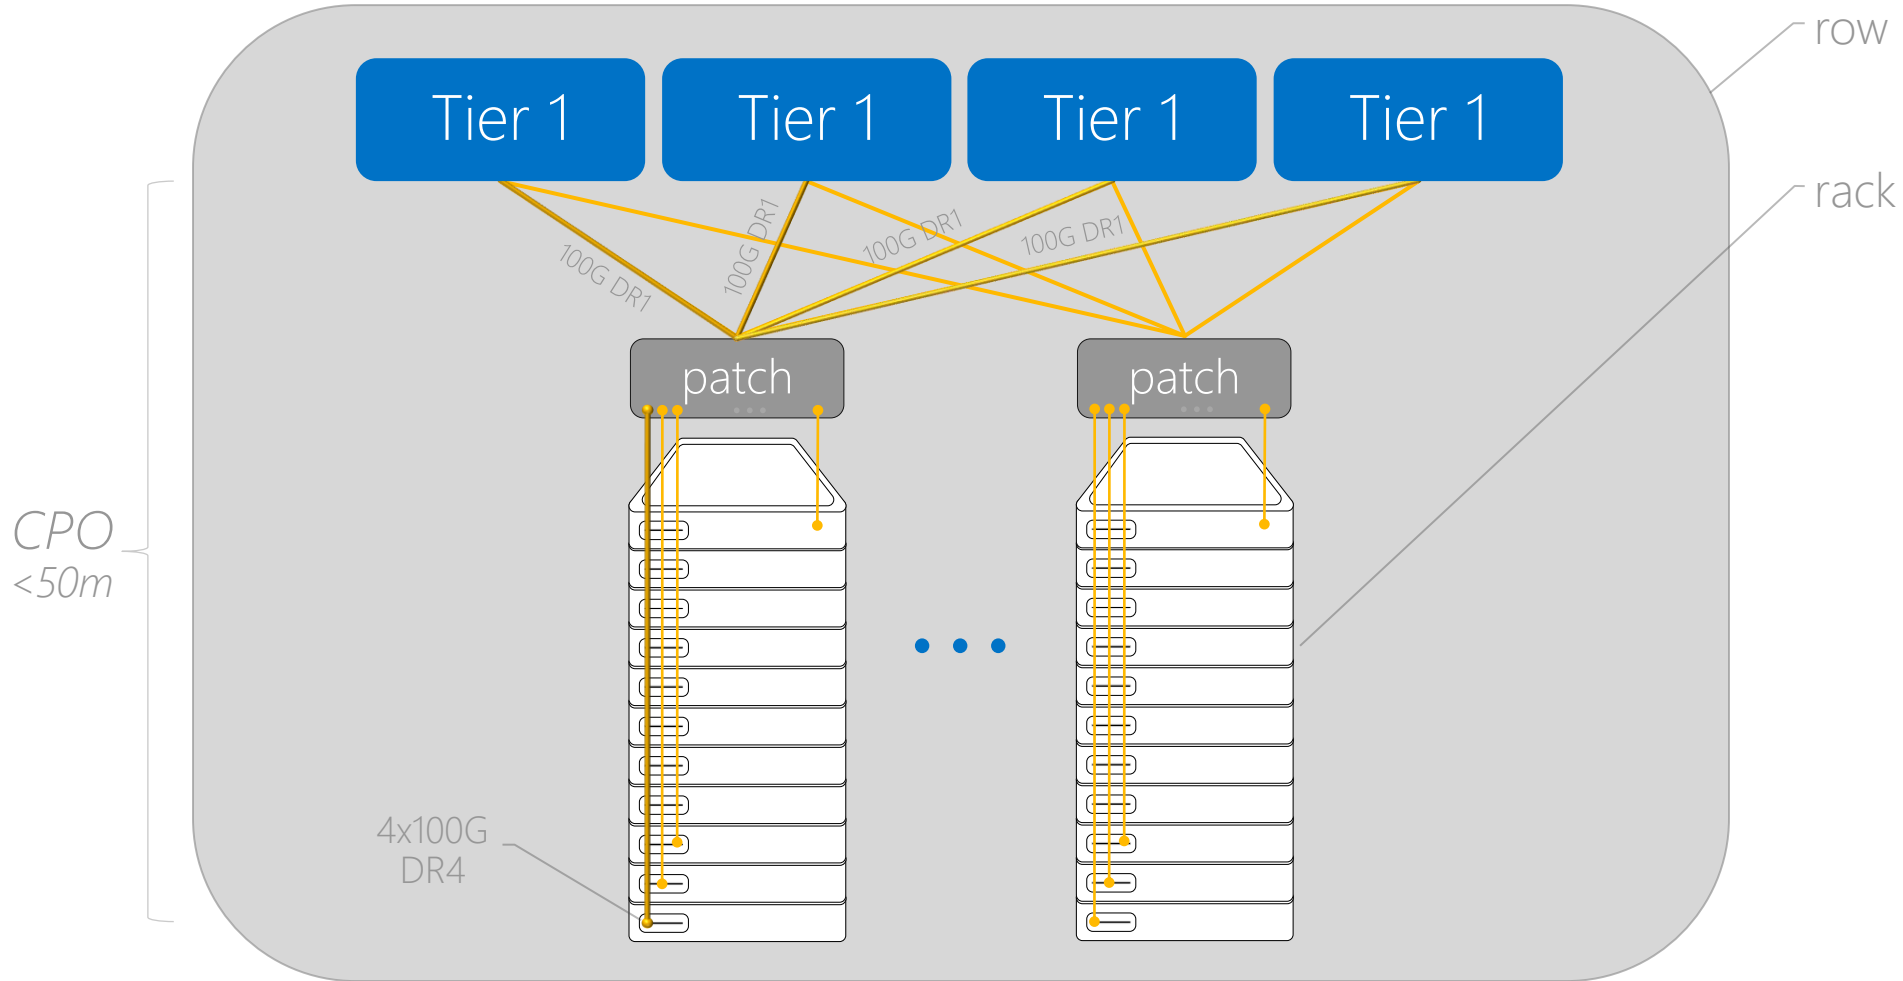 row
Tier 1
Tier 1
Tier 1
Tier 1
rack
100G DR1
100G DR1
100G DR1
100G DR1
patch
patch
CPO
<50m
4x100G
DR4